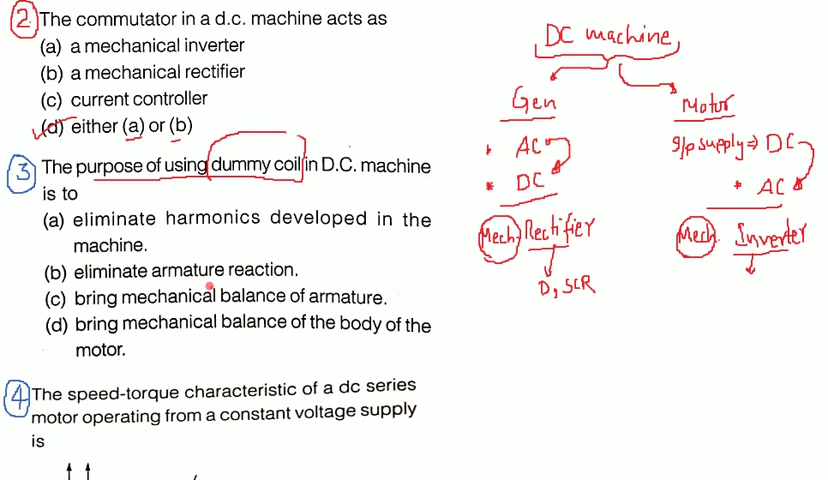 2 The commutator in a d.c. machine acts as
(a) a mechanical inverter
(b) a mechanical rectifier
(c) current controller
(d) either (a) or (b)
3 The purpose of using dummy coil in D.C. machine
is to
(a) eliminate harmonics developed in the
machine.
(b) eliminate armature reaction.
(c) bring mechanical balance of armature.
(d) bring mechanical balance of the body of the
motor.
4 The speed-torque characteristic of a dc series
motor operating from a constant voltage supply
is
DC machine
Gen
AC
DC
Mech. Rectifier
D, SCR
Motor
I/p supply ⇒ DC
AC
Mech. Inverter